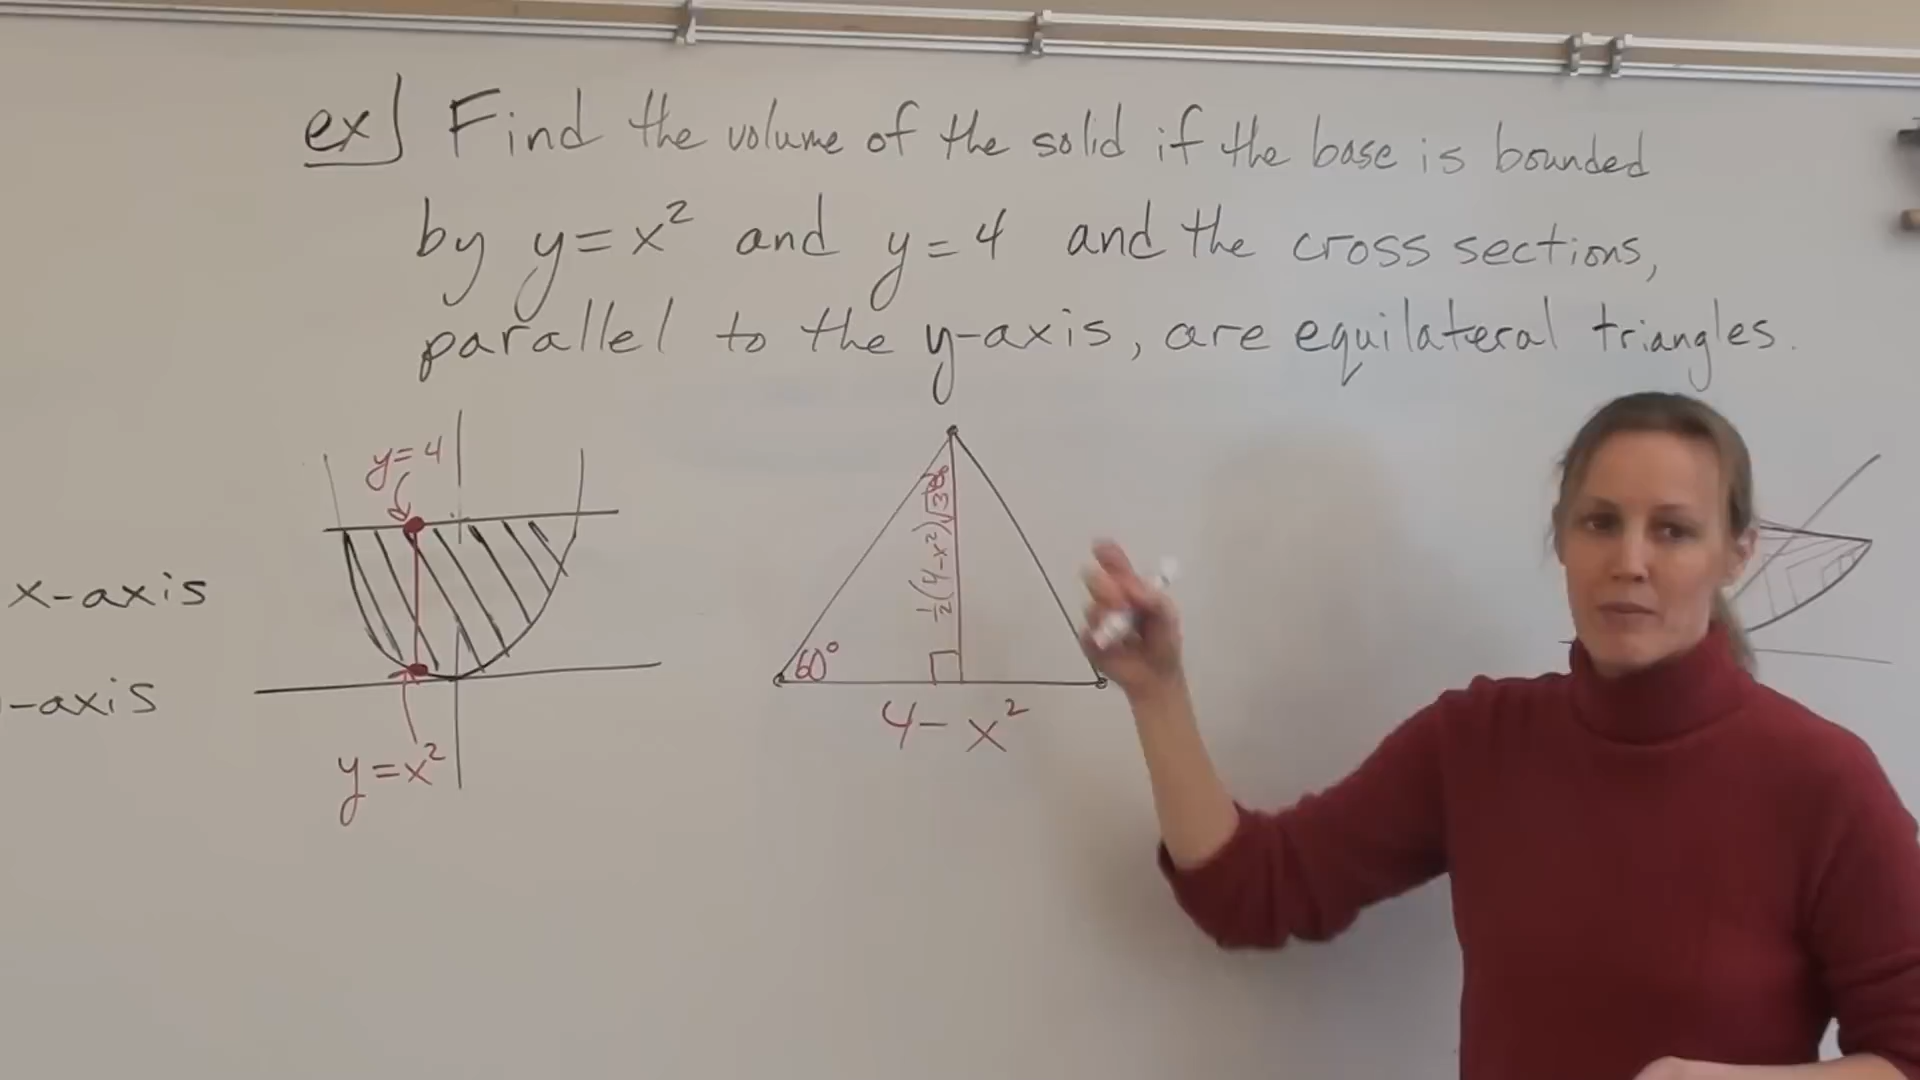 ex) Find the volume of the solid if the base is bounded
by y=x² and y=4 and the cross sections,
parallel to the y-axis, are equilateral triangles.
y=4
x-axis
-axis
y=x²
60°
½(4-x²)√3
4-x²